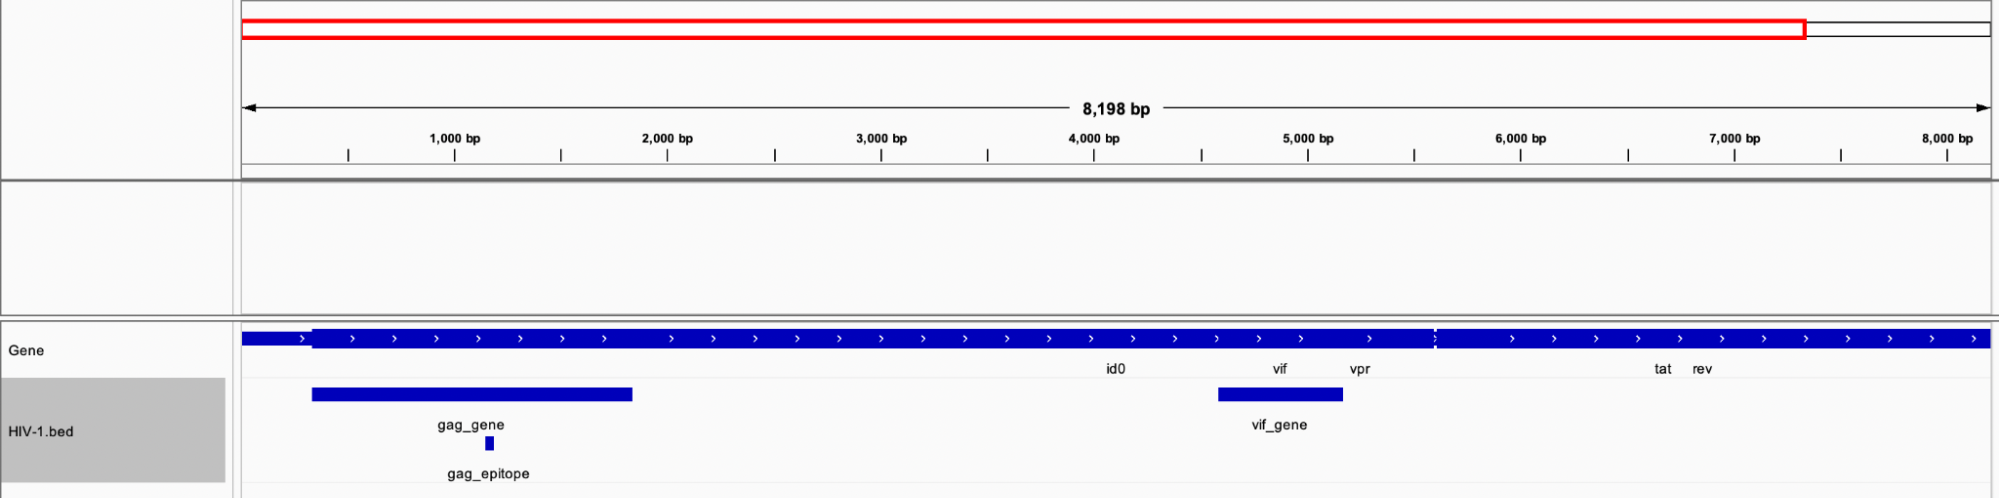 8,198 bp
1,000 bp 2,000 bp 3,000 bp 4,000 bp 5,000 bp 6,000 bp 7,000 bp 8,000 bp
Gene
id0 vif vpr tat rev
HIV-1.bed
gag_gene vif_gene
gag_epitope